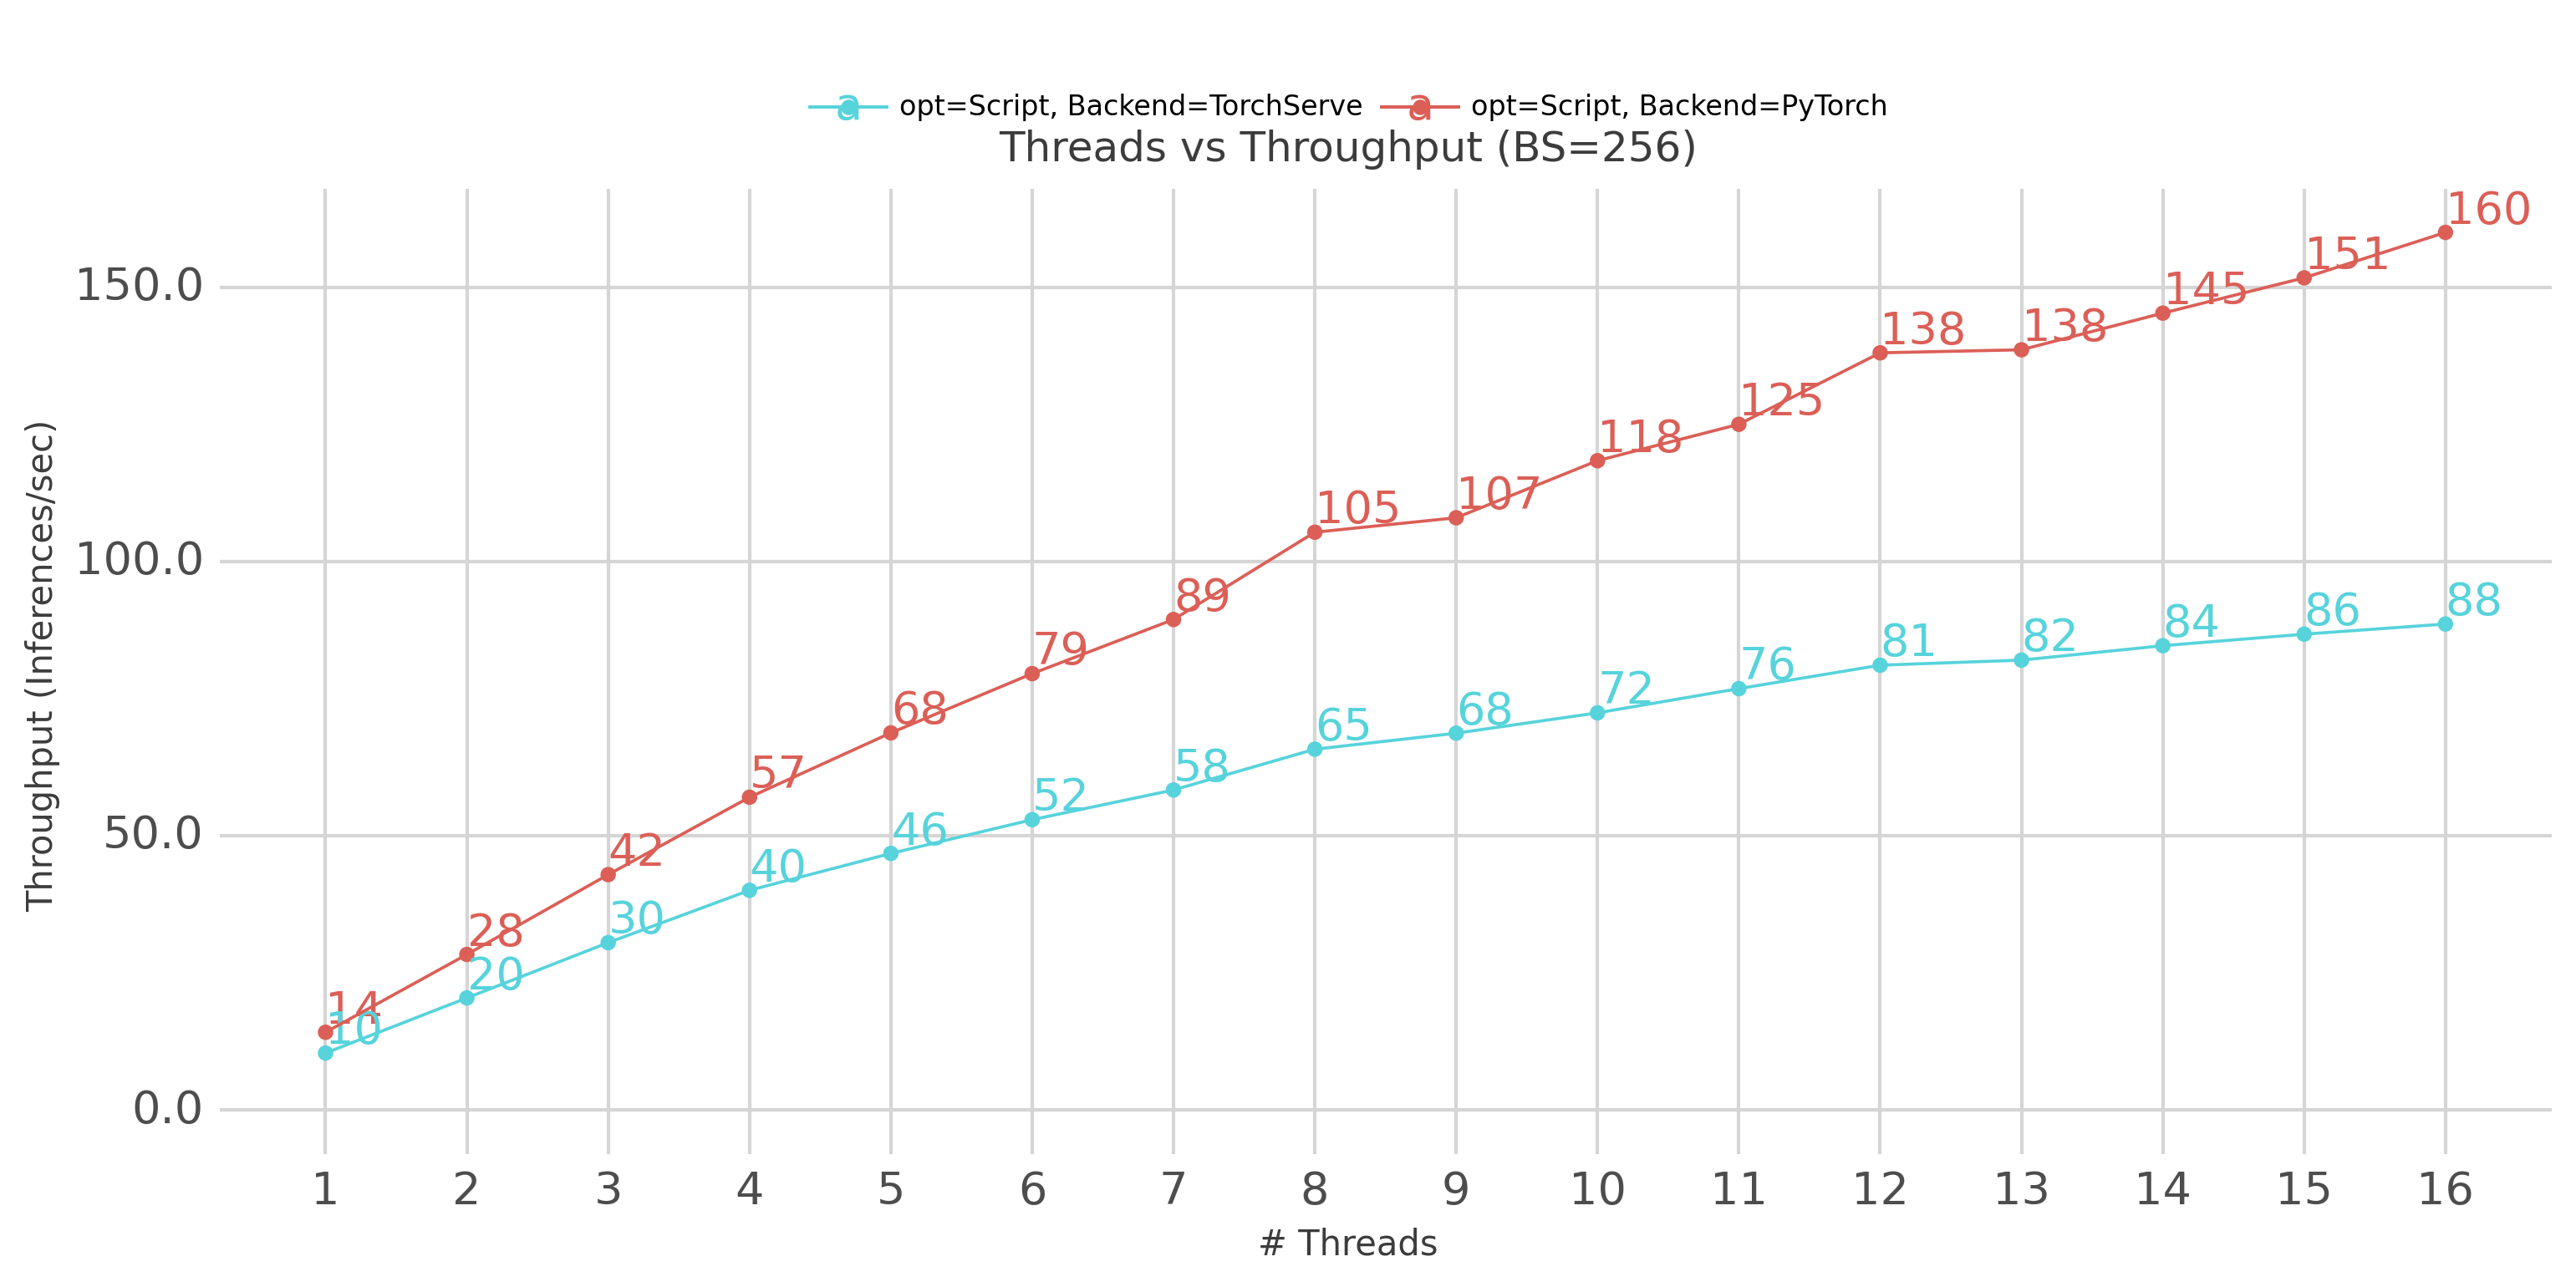 a opt=Script, Backend=TorchServe a opt=Script, Backend=PyTorch
Threads vs Throughput (BS=256)
Throughput (Inferences/sec)
150.0
100.0
50.0
0.0
14 28 42 57 68 79 89 105 107 118 125 138 138 145 151 160
10 20 30 40 46 52 58 65 68 72 76 81 82 84 86 88
1 2 3 4 5 6 7 8 9 10 11 12 13 14 15 16
# Threads